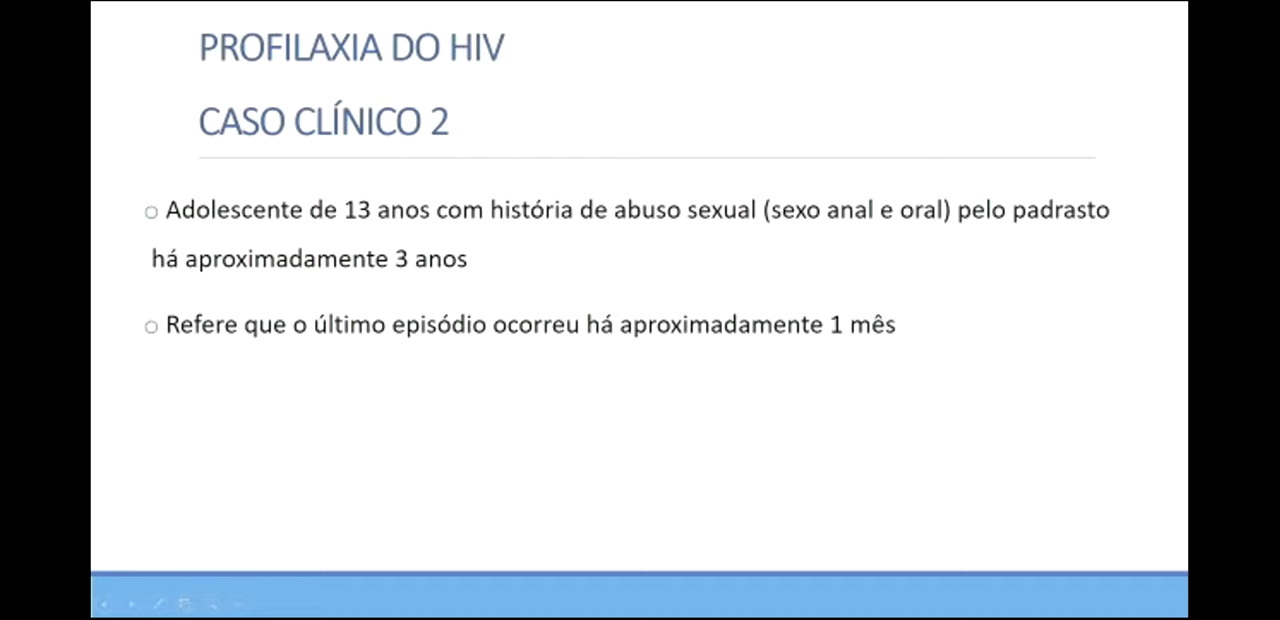 PROFILAXIA DO HIV
CASO CLÍNICO 2
Adolescente de 13 anos com história de abuso sexual (sexo anal e oral) pelo padrasto
há aproximadamente 3 anos
Refere que o último episódio ocorreu há aproximadamente 1 mês